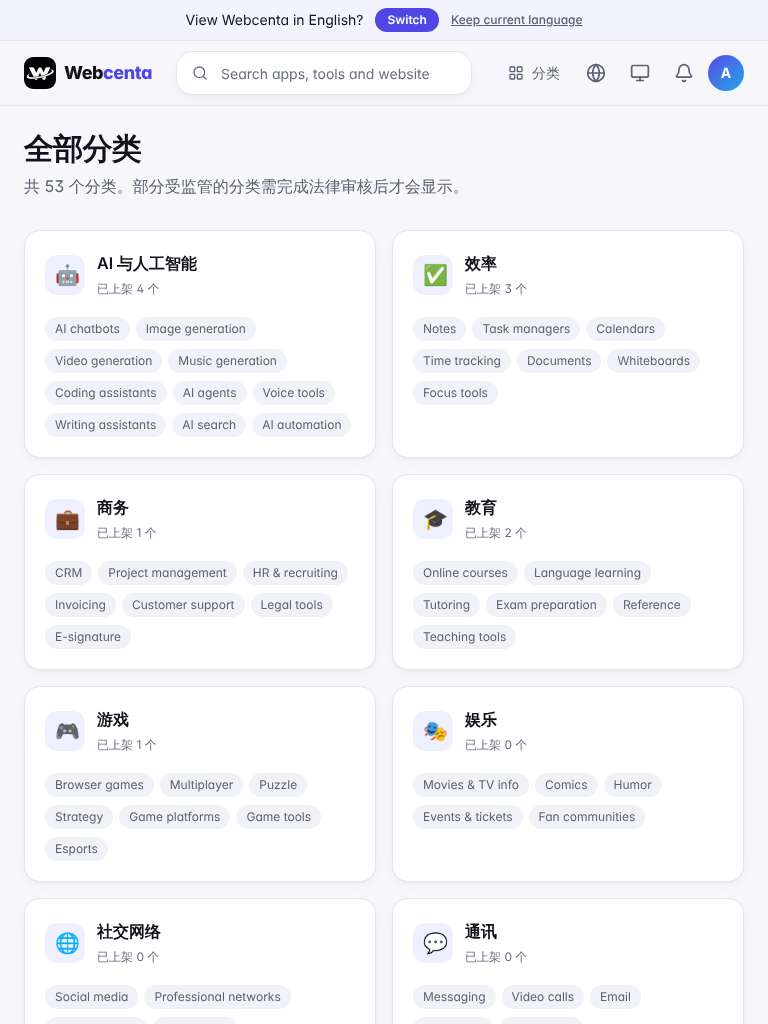 View Webcenta in English? Switch Keep current language
Webcenta Search apps, tools and website 分类 A
全部分类
共 53 个分类。部分受监管的分类需完成法律审核后才会显示。
AI 与人工智能
已上架 4 个
AI chatbots Image generation
Video generation Music generation
Coding assistants AI agents Voice tools
Writing assistants AI search AI automation
效率
已上架 3 个
Notes Task managers Calendars
Time tracking Documents Whiteboards
Focus tools
商务
已上架 1 个
CRM Project management HR & recruiting
Invoicing Customer support Legal tools
E-signature
教育
已上架 2 个
Online courses Language learning
Tutoring Exam preparation Reference
Teaching tools
游戏
已上架 1 个
Browser games Multiplayer Puzzle
Strategy Game platforms Game tools
Esports
娱乐
已上架 0 个
Movies & TV info Comics Humor
Events & tickets Fan communities
社交网络
已上架 0 个
Social media Professional networks
通讯
已上架 0 个
Messaging Video calls Email